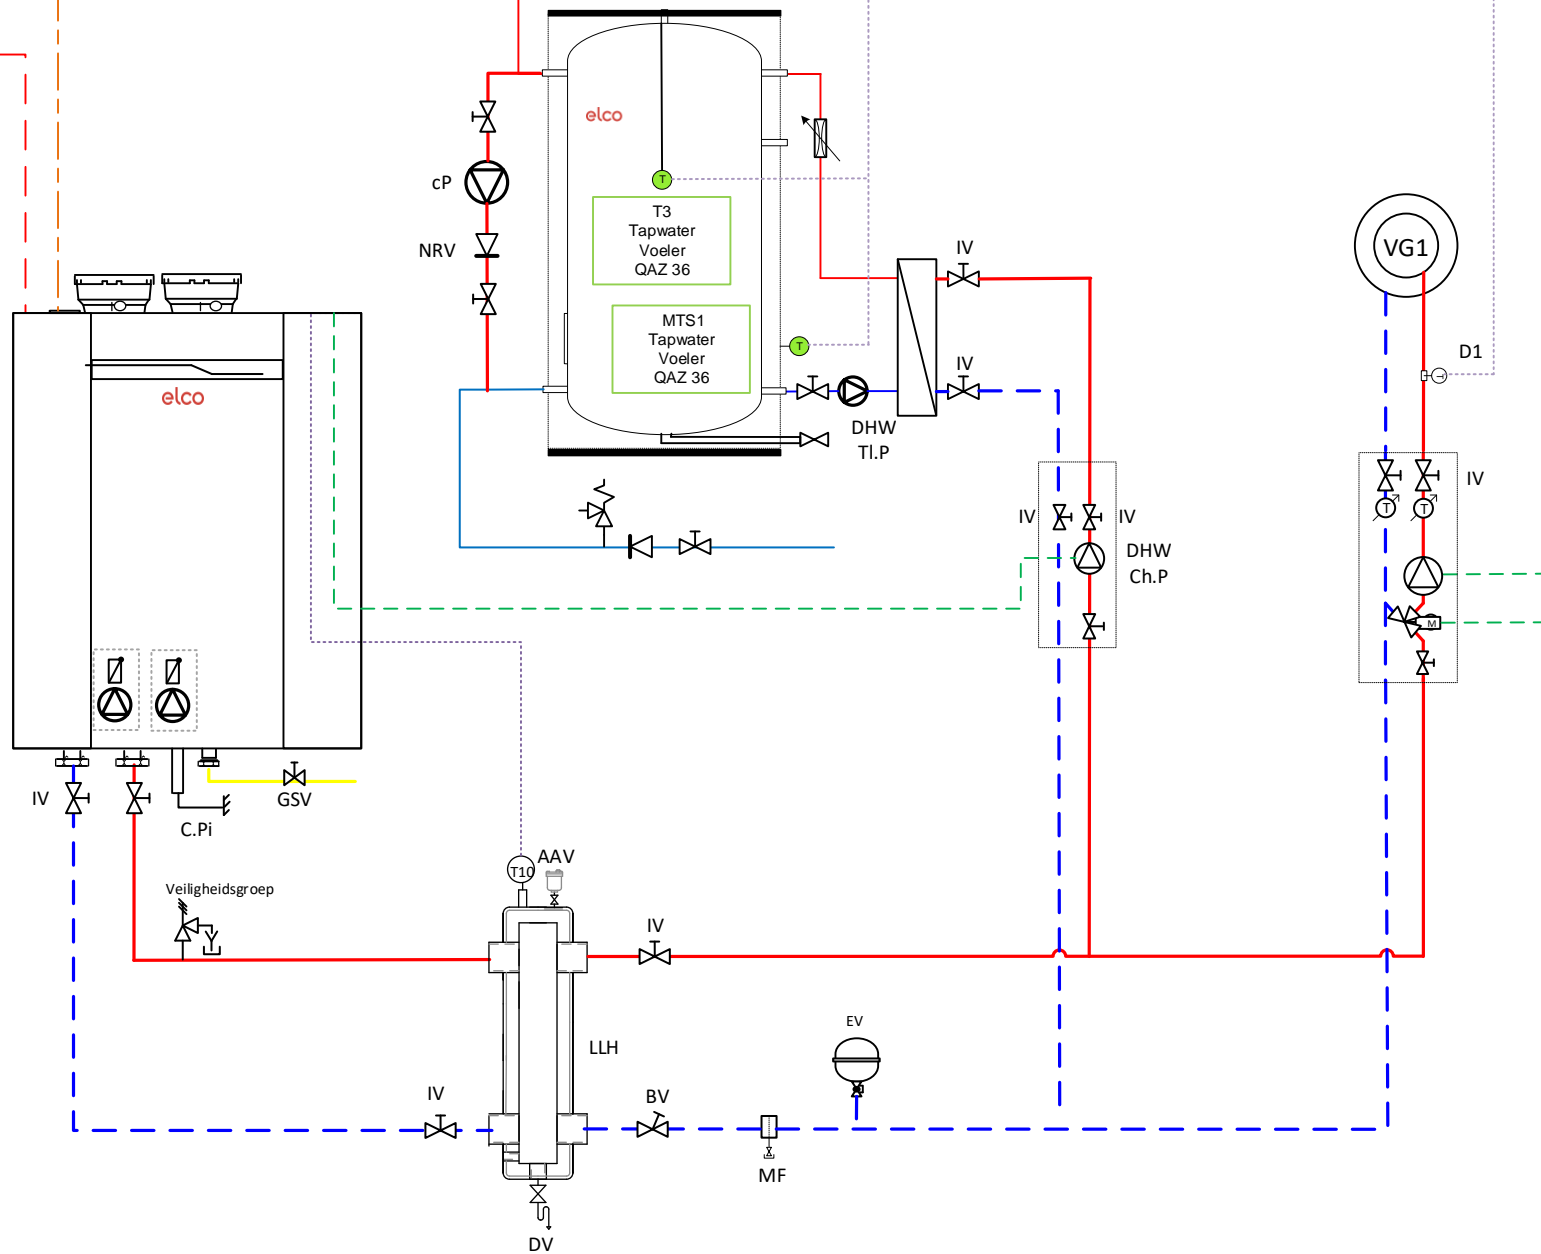 elco
cP
T
NRV
T3
Tapwater
Voeler
QAZ 36
IV
VG1
MTS1
Tapwater
Voeler
QAZ 36
T
IV
D1
elco
DHW
Tl.P
IV
IV
IV
T
T
DHW
Ch.P
M
IV
GSV
C.Pi
AAV
T10
Veiligheidsgroep
IV
EV
LLH
IV
BV
MF
DV